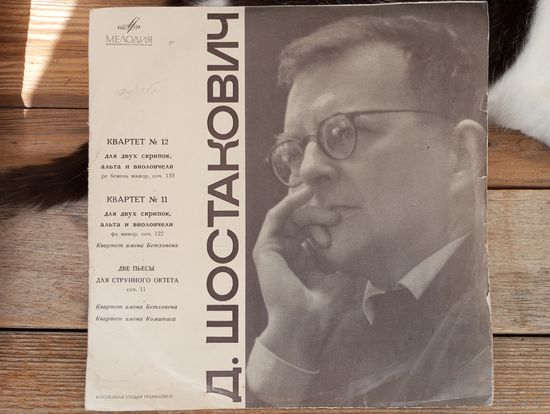 МЕЛОДИЯ
КВАРТЕТ № 12
для двух скрипок,
альта и виолончели
ре бемоль мажор, соч. 133
КВАРТЕТ № 11
для двух скрипок,
альта и виолончели
фа минор, соч. 122
Квартет имени Бетховена
ДВЕ ПЬЕСЫ
ДЛЯ СТРУННОГО ОКТЕТА
соч. 11
Квартет имени Бетховена
Квартет имени Комитаса
ВСЕСОЮЗНАЯ СТУДИЯ ГРАМЗАПИСИ
Д. ШОСТАКОВИЧ